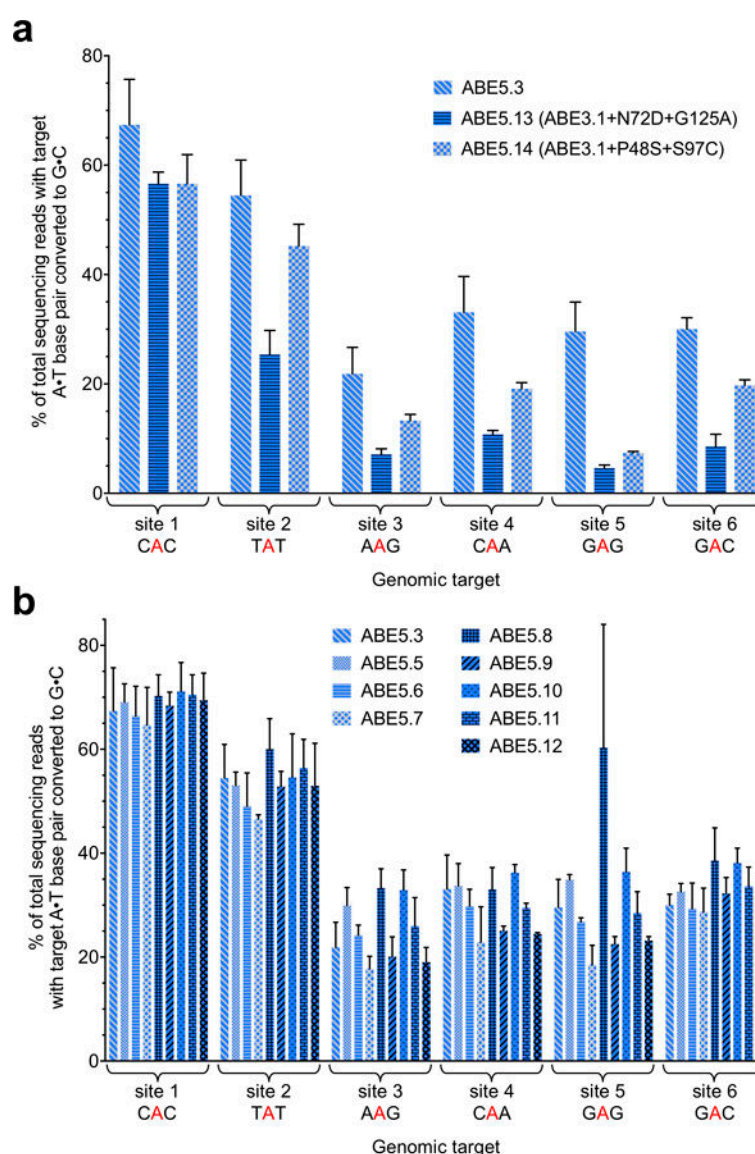 a
% of total sequencing reads with target
A•T base pair converted to G•C
80
60
40
20
0
ABE5.3
ABE5.13 (ABE3.1+N72D+G125A)
ABE5.14 (ABE3.1+P48S+S97C)
site 1 site 2 site 3 site 4 site 5 site 6
CAC TAT AAG CAA GAG GAC
Genomic target
b
% of total sequencing reads
with target A•T base pair converted to G•C
80
60
40
20
0
ABE5.3 ABE5.8
ABE5.5 ABE5.9
ABE5.6 ABE5.10
ABE5.7 ABE5.11
ABE5.12
site 1 site 2 site 3 site 4 site 5 site 6
CAC TAT AAG CAA GAG GAC
Genomic target